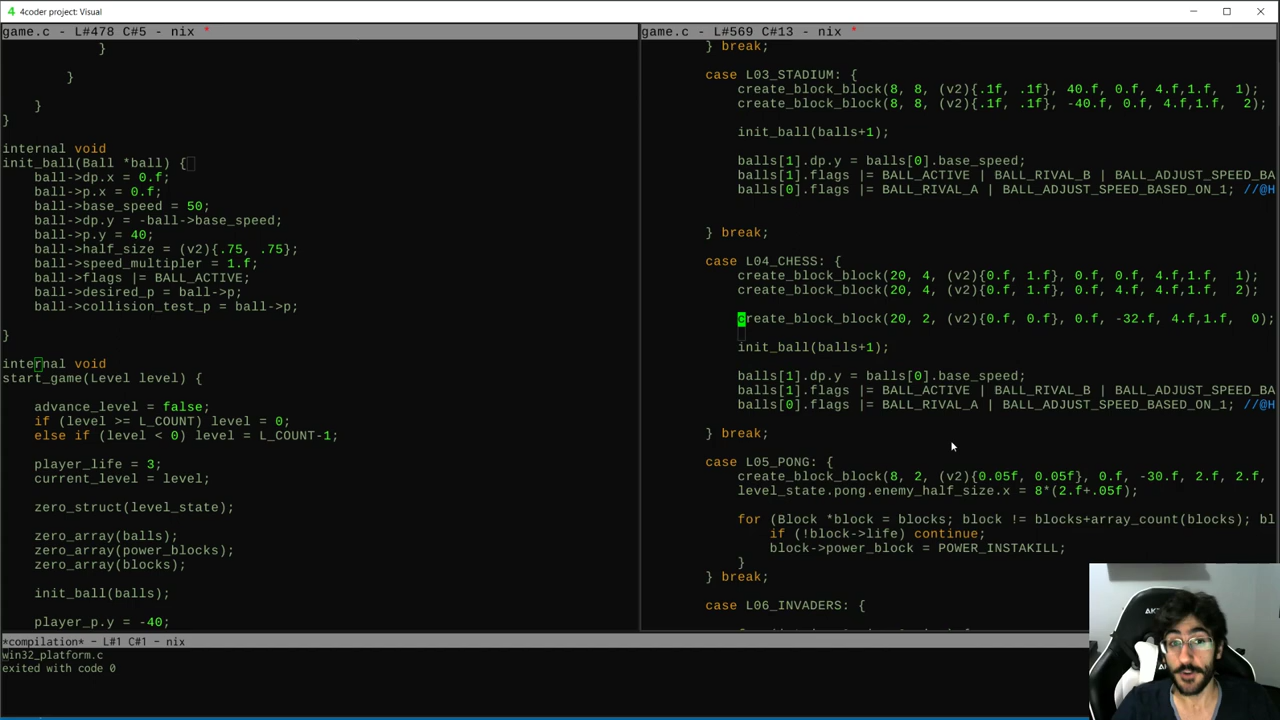 4coder project: Visual
game.c - L#478 C#5 - nix *
}
}
}
}
internal void
init_ball(Ball *ball) {
ball->dp.x = 0.f;
ball->p.x = 0.f;
ball->base_speed = 50;
ball->dp.y = -ball->base_speed;
ball->p.y = 40;
ball->half_size = (v2){.75, .75};
ball->speed_multipler = 1.f;
ball->flags |= BALL_ACTIVE;
ball->desired_p = ball->p;
ball->collision_test_p = ball->p;
}
internal void
start_game(Level level) {
advance_level = false;
if (level >= L_COUNT) level = 0;
else if (level < 0) level = L_COUNT-1;
player_life = 3;
current_level = level;
zero_struct(level_state);
zero_array(balls);
zero_array(power_blocks);
zero_array(blocks);
init_ball(balls);
player_p.y = -40;
game.c - L#569 C#13 - nix *
} break;
case L03_STADIUM: {
create_block_block(8, 8, (v2){.1f, .1f}, 40.f, 0.f, 4.f,1.f,  1);
create_block_block(8, 8, (v2){.1f, .1f}, -40.f, 0.f, 4.f,1.f,  2);
init_ball(balls+1);
balls[1].dp.y = balls[0].base_speed;
balls[1].flags |= BALL_ACTIVE | BALL_RIVAL_B | BALL_ADJUST_SPEED_BA
balls[0].flags |= BALL_RIVAL_A | BALL_ADJUST_SPEED_BASED_ON_1; //@H
} break;
case L04_CHESS: {
create_block_block(20, 4, (v2){0.f, 1.f}, 0.f, 0.f, 4.f,1.f,  1);
create_block_block(20, 4, (v2){0.f, 1.f}, 0.f, 0.f, 4.f,1.f,  2);
create_block_block(20, 2, (v2){0.f, 0.f}, 0.f, -32.f, 4.f,1.f,  0);
init_ball(balls+1);
balls[1].dp.y = balls[0].base_speed;
balls[1].flags |= BALL_ACTIVE | BALL_RIVAL_B | BALL_ADJUST_SPEED_BA
balls[0].flags |= BALL_RIVAL_A | BALL_ADJUST_SPEED_BASED_ON_1; //@H
} break;
case L05_PONG: {
create_block_block(8, 2, (v2){0.05f, 0.05f}, 0.f, -30.f, 2.f, 2.f,
level_state.pong.enemy_half_size.x = 8*(2.f+.05f);
for (Block *block = blocks; block != blocks+array_count(blocks); bl
if (!block->life) continue;
block->power_block = POWER_INSTAKILL;
}
} break;
case L06_INVADERS: {
*compilation* - L#1 C#1 - nix
win32_platform.c
exited with code 0